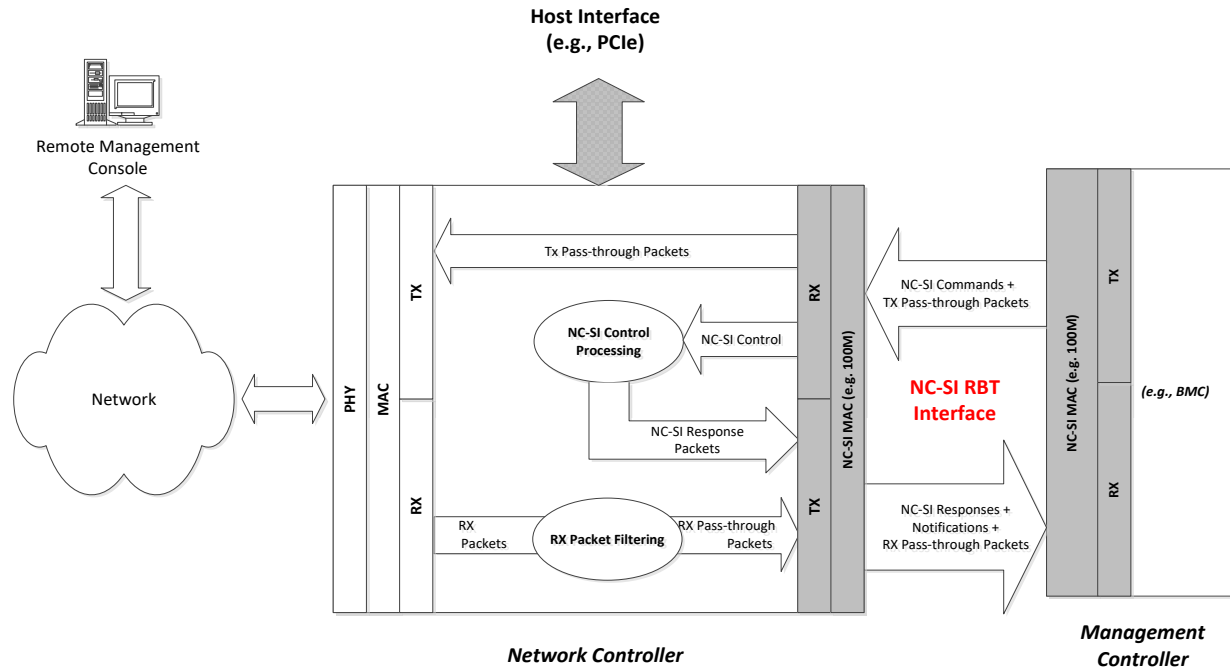 Host Interface
(e.g., PCIe)
Remote Management
Console
Network
PHY
MAC
TX
RX
Tx Pass-through Packets
NC-SI Control
Processing
NC-SI Control
NC-SI Response
Packets
RX
Packets
RX Packet Filtering
RX Pass-through
Packets
RX
TX
NC-SI MAC (e.g. 100M)
NC-SI Commands +
TX Pass-through Packets
NC-SI RBT
Interface
NC-SI Responses +
Notifications +
RX Pass-through Packets
NC-SI MAC (e.g. 100M)
TX
RX
(e.g., BMC)
Network Controller
Management
Controller